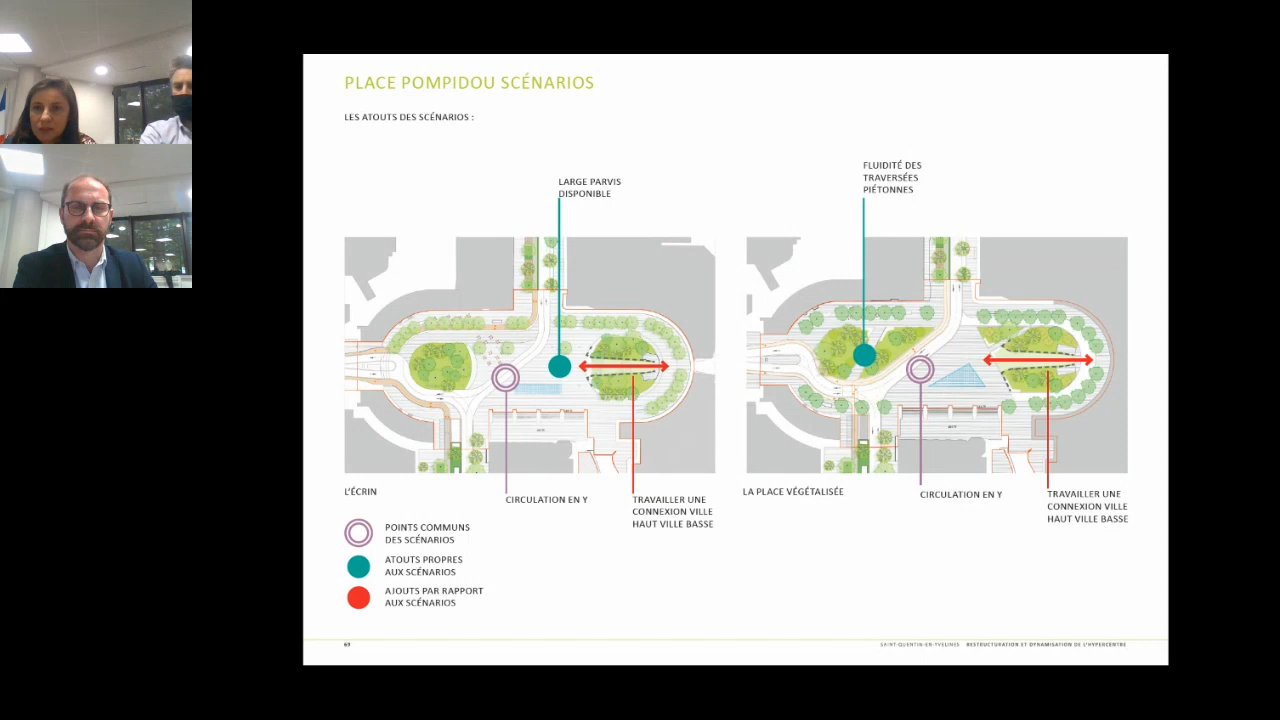 PLACE POMPIDOU SCÉNARIOS
LES ATOUTS DES SCÉNARIOS :
LARGE PARVIS
DISPONIBLE
FLUIDITÉ DES
TRAVERSÉES
PIÉTONNES
L'ÉCRIN
CIRCULATION EN Y
TRAVAILLER UNE
CONNEXION VILLE
HAUT VILLE BASSE
LA PLACE VÉGÉTALISÉE
CIRCULATION EN Y
TRAVAILLER UNE
CONNEXION VILLE
HAUT VILLE BASSE
POINTS COMMUNS
DES SCÉNARIOS
ATOUTS PROPRES
AUX SCÉNARIOS
AJOUTS PAR RAPPORT
AUX SCÉNARIOS
SAINT-QUENTIN-EN-YVELINES RESTRUCTURATION ET DYNAMISATION DE L'HYPERCENTRE